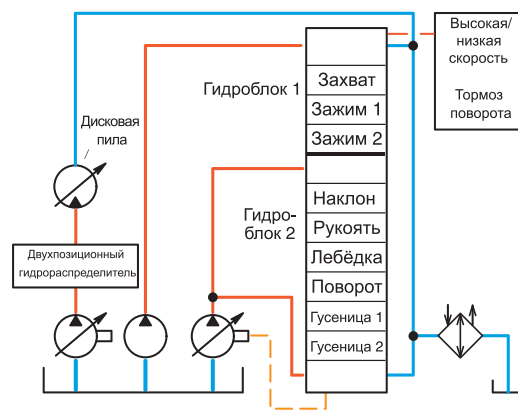 Высокая/
низкая
скорость
Тормоз
поворота
Гидроблок 1
Захват
Зажим 1
Зажим 2
Дисковая
пила
Гидро-
блок 2
Наклон
Рукоять
Лебёдка
Поворот
Гусеница 1
Гусеница 2
Двухпозиционный
гидрораспределитель